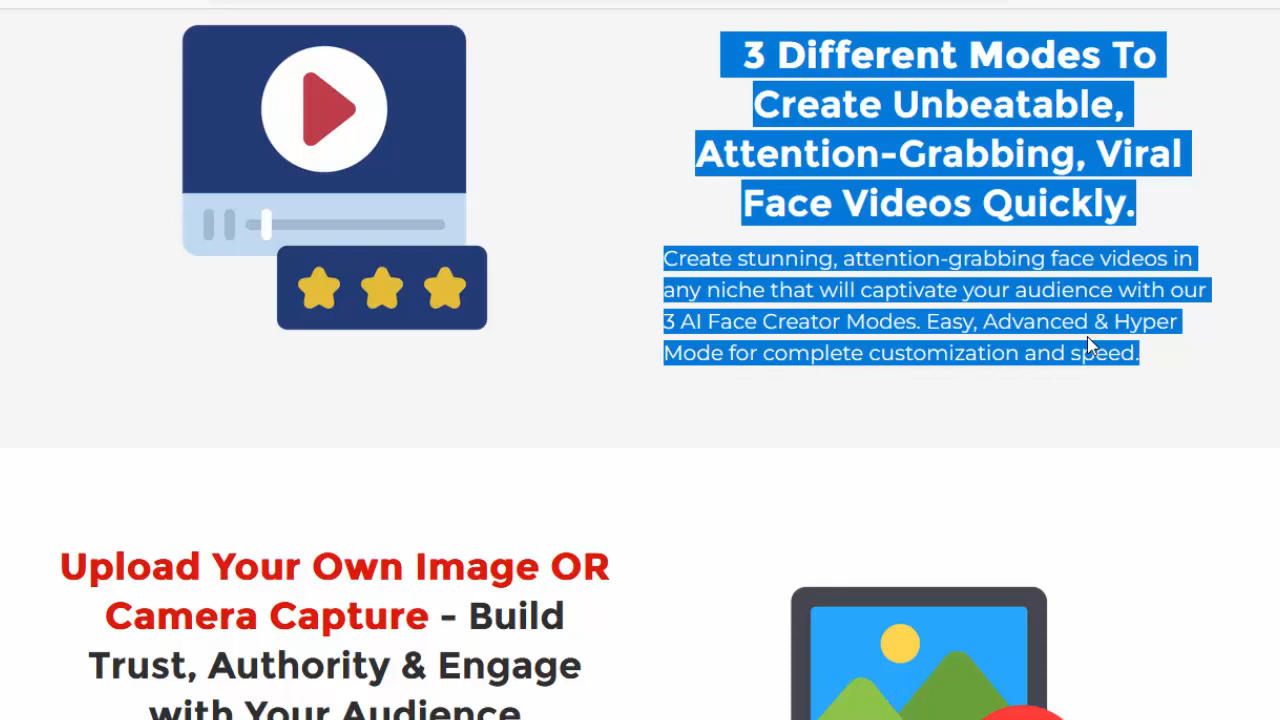 3 Different Modes To
Create Unbeatable,
Attention-Grabbing, Viral
Face Videos Quickly.
Create stunning, attention-grabbing face videos in
any niche that will captivate your audience with our
3 AI Face Creator Modes. Easy, Advanced & Hyper
Mode for complete customization and speed.
Upload Your Own Image OR
Camera Capture - Build
Trust, Authority & Engage
with Your Audience